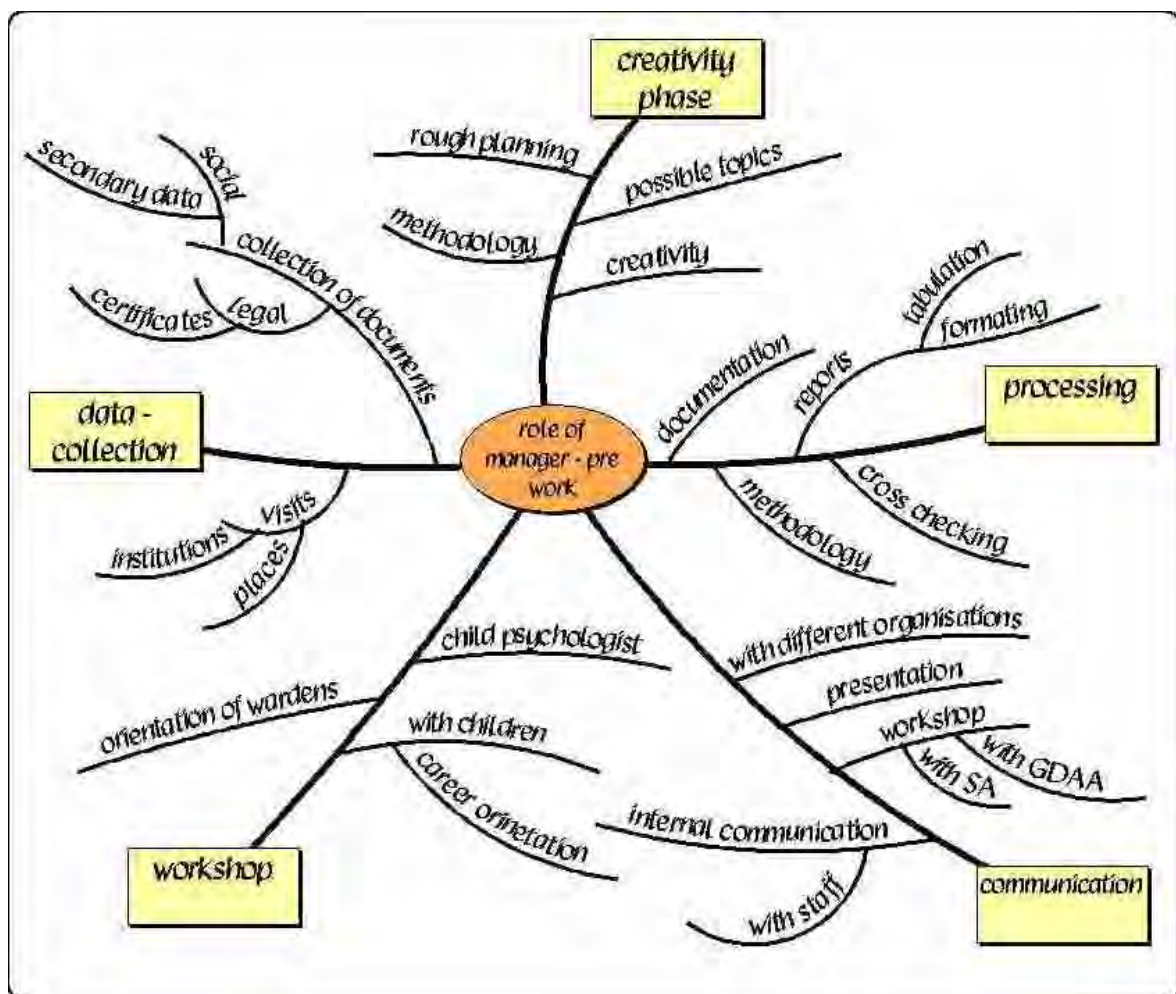 creativity
phase
rough planning
possible topics
methodology
creativity
social
secondary data
collection of documents
legal
certificates
tabulation
formating
reports
documentation
processing
cross checking
methodology
data -
collection
role of
manager - pre
work
visits
institutions
places
child psychologist
orientation of wardens
with children
career orinetation
workshop
with different organisations
presentation
workshop
with GDAA
with SA
internal communication
with staff
communication